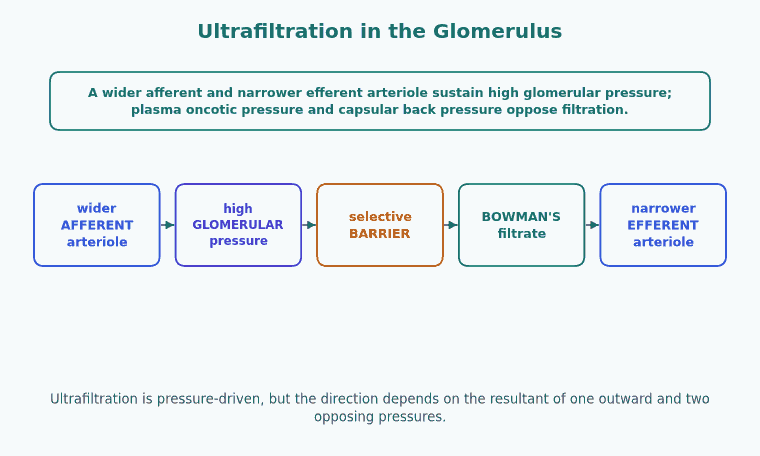 Ultrafiltration in the Glomerulus
A wider afferent and narrower efferent arteriole sustain high glomerular pressure;
plasma oncotic pressure and capsular back pressure oppose filtration.
wider
AFFERENT
arteriole
high
GLOMERULAR
pressure
selective
BARRIER
BOWMAN'S
filtrate
narrower
EFFERENT
arteriole
Ultrafiltration is pressure-driven, but the direction depends on the resultant of one outward and two
opposing pressures.